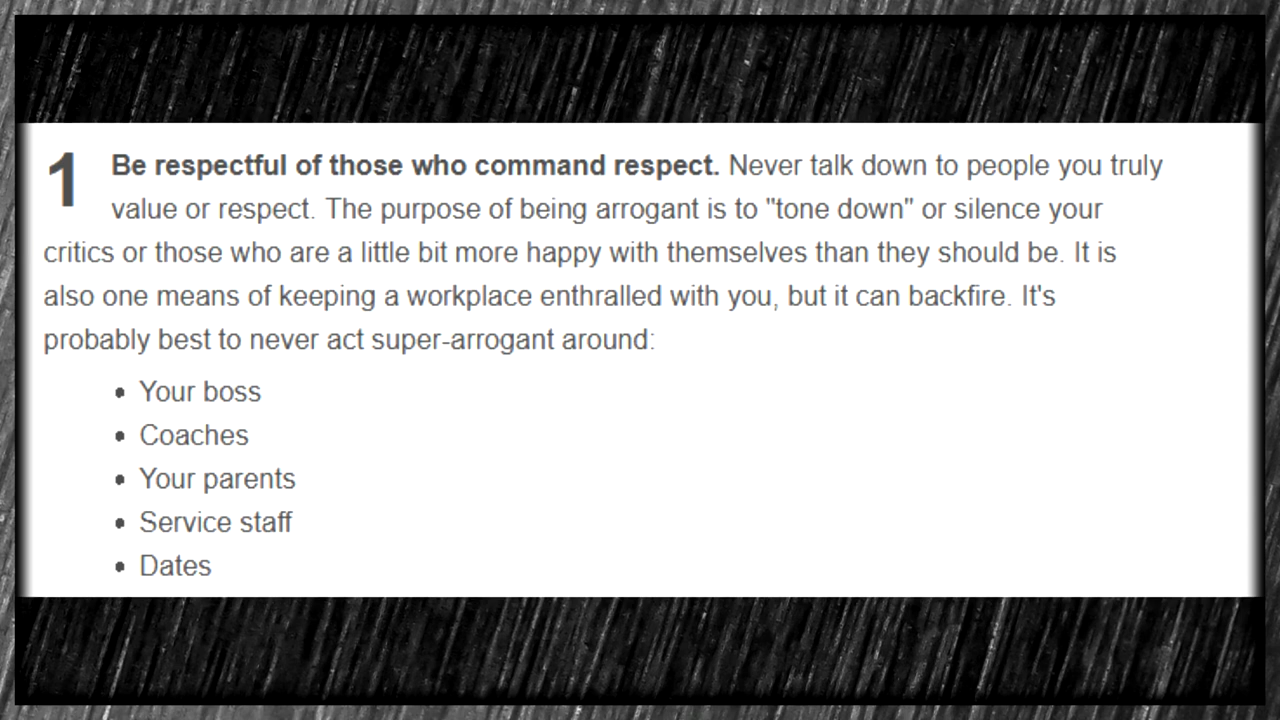 1 Be respectful of those who command respect. Never talk down to people you truly
value or respect. The purpose of being arrogant is to "tone down" or silence your
critics or those who are a little bit more happy with themselves than they should be. It is
also one means of keeping a workplace enthralled with you, but it can backfire. It's
probably best to never act super-arrogant around:
• Your boss
• Coaches
• Your parents
• Service staff
• Dates